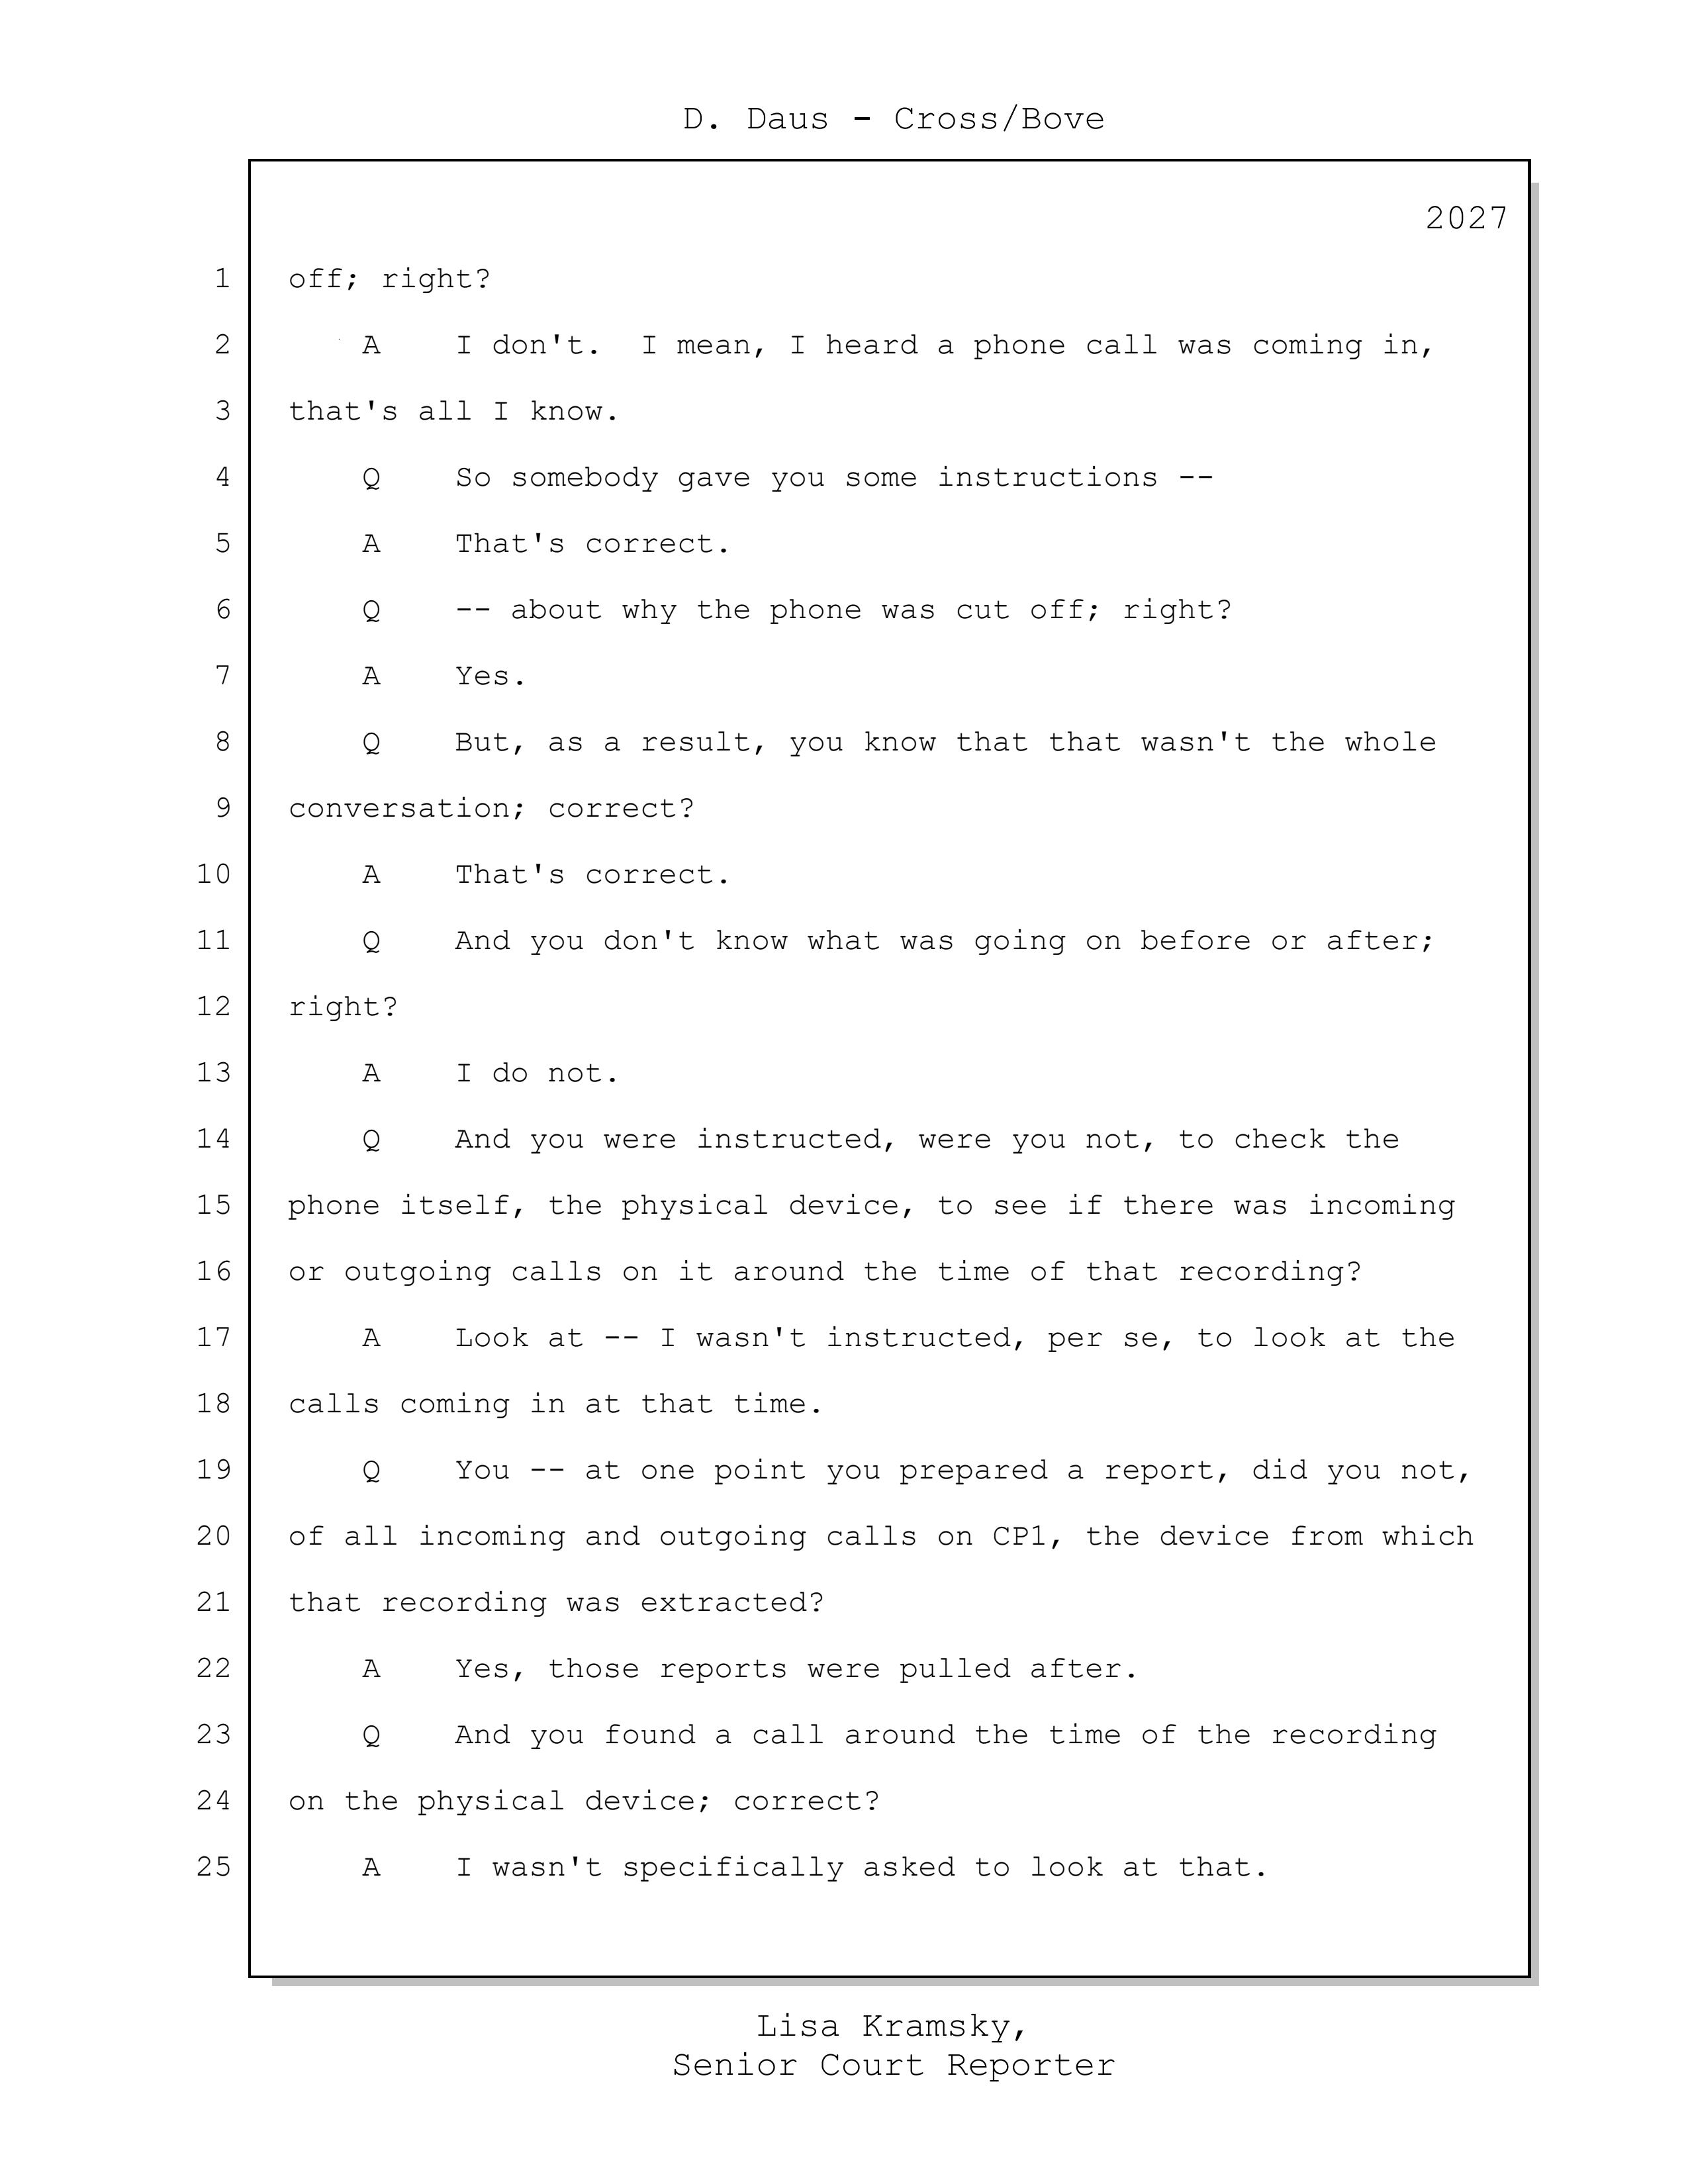 D. Daus - Cross/Bove
2027
1 off; right?
2 A I don't. I mean, I heard a phone call was coming in,
3 that's all I know.
4 Q So somebody gave you some instructions --
5 A That's correct.
6 Q -- about why the phone was cut off; right?
7 A Yes.
8 Q But, as a result, you know that that wasn't the whole
9 conversation; correct?
10 A That's correct.
11 Q And you don't know what was going on before or after;
12 right?
13 A I do not.
14 Q And you were instructed, were you not, to check the
15 phone itself, the physical device, to see if there was incoming
16 or outgoing calls on it around the time of that recording?
17 A Look at -- I wasn't instructed, per se, to look at the
18 calls coming in at that time.
19 Q You -- at one point you prepared a report, did you not,
20 of all incoming and outgoing calls on CP1, the device from which
21 that recording was extracted?
22 A Yes, those reports were pulled after.
23 Q And you found a call around the time of the recording
24 on the physical device; correct?
25 A I wasn't specifically asked to look at that.
Lisa Kramsky,
Senior Court Reporter